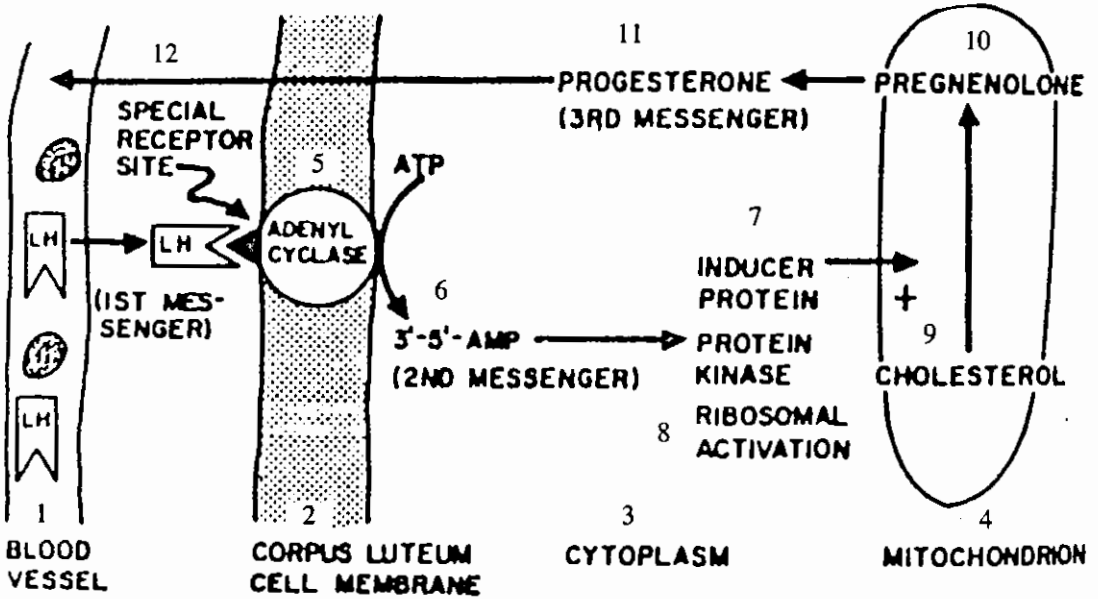 12
11
10
PROGESTERONE
PREGNENOLONE
(3RD MESSENGER)
SPECIAL
RECEPTOR
SITE
5
ATP
LH
LH
ADENYL
CYCLASE
7
(1ST MES-
SENGER)
6
INDUCER
PROTEIN
+
3'-5'-AMP
(2ND MESSENGER)
PROTEIN
KINASE
9
CHOLESTEROL
LH
8
RIBOSOMAL
ACTIVATION
1
2
3
4
BLOOD
VESSEL
CORPUS LUTEUM
CELL MEMBRANE
CYTOPLASM
MITOCHONDRION